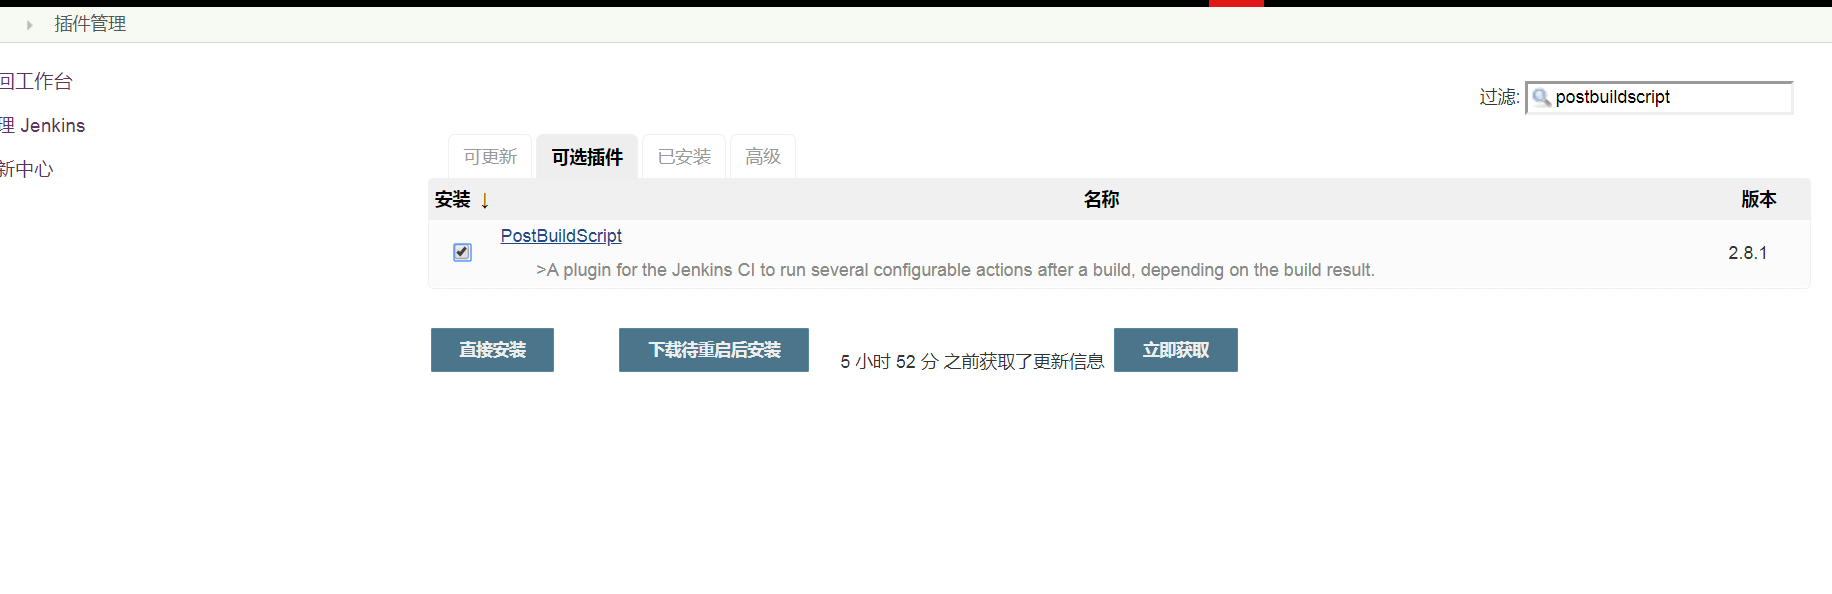 插件管理
回工作台
理 Jenkins
新中心
过滤: postbuildscript
可更新 可选插件 已安装 高级
安装 ↓ 名称 版本
PostBuildScript
>A plugin for the Jenkins CI to run several configurable actions after a build, depending on the build result.
2.8.1
直接安装 下载待重启后安装 5 小时 52 分 之前获取了更新信息 立即获取